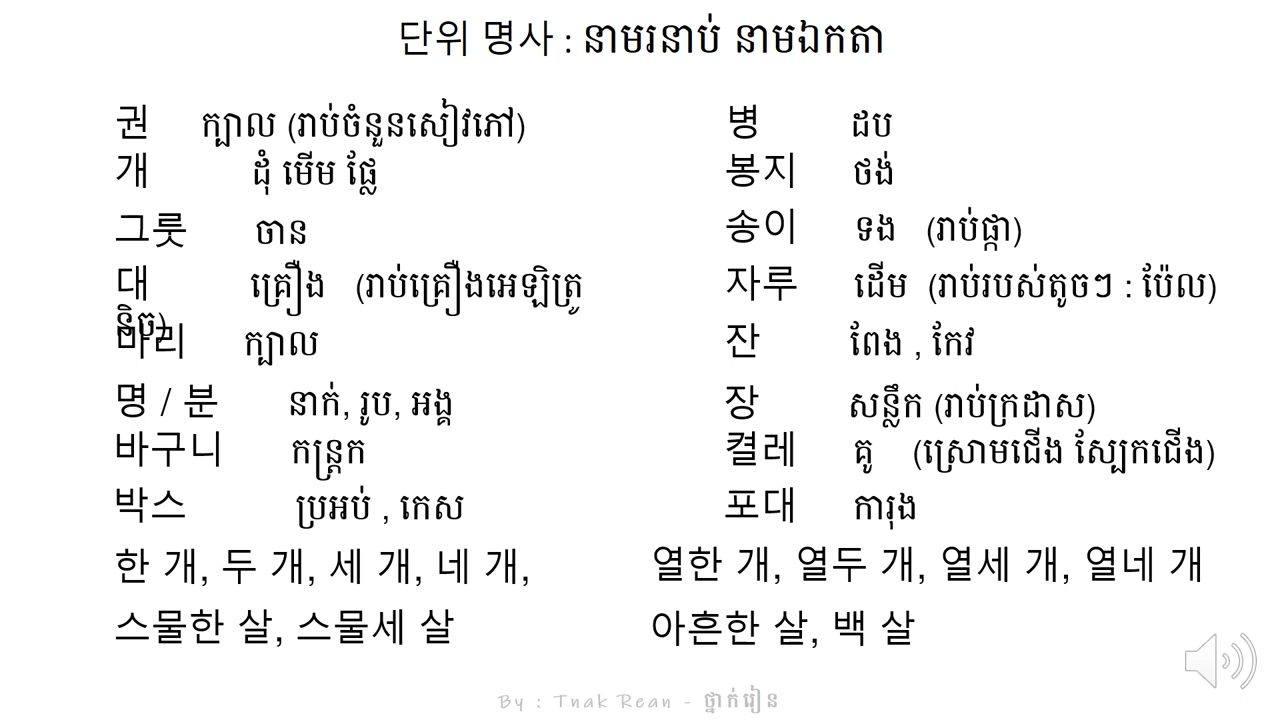 단위 명사 : នាមរនាប់ នាមឯកតា
권 ក្បាល (រាប់ចំនួនសៀវភៅ)
개 ដុំ មើម ផ្លែ
그릇 ចាន
대 គ្រឿង (រាប់គ្រឿងអេឡិត្រូ
និច)
마리 ក្បាល
명 / 분 នាក់, រូប, អង្គ
바구니 កន្ត្រក
박스 ប្រអប់ , កេស
한 개, 두 개, 세 개, 네 개,
스물한 살, 스물세 살
병 ដប
봉지 ថង់
송이 ទង (រាប់ផ្កា)
자루 ដើម (រាប់របស់តូចៗ : ប៊ែល)
잔 ពែង , កែវ
장 សន្លឹក (រាប់ក្រដាស)
켤레 គូ (ស្រោមជើង ស្បែកជើង)
포대 ការុង
열한 개, 열두 개, 열세 개, 열네 개
아흔한 살, 백 살
By : Tnak Rean - ថ្នាក់រៀន